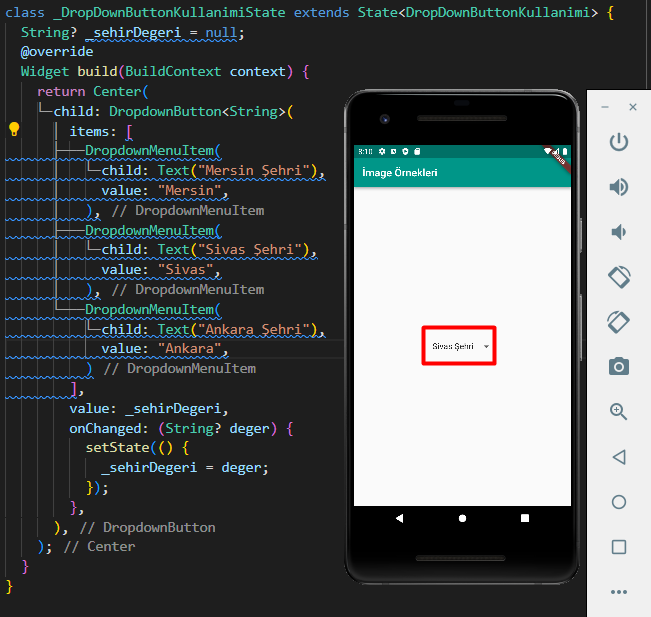 class _DropDownButtonKullanimiState extends State<DropDownButtonKullanimi> {
String? _sehirDegeri = null;
@override
Widget build(BuildContext context) {
return Center(
child: DropdownButton<String>(
items: [
DropdownMenuItem(
child: Text("Mersin Şehri"),
value: "Mersin",
), // DropdownMenuItem
DropdownMenuItem(
child: Text("Sivas Şehri"),
value: "Sivas",
), // DropdownMenuItem
DropdownMenuItem(
child: Text("Ankara Şehri"),
value: "Ankara",
) // DropdownMenuItem
],
value: _sehirDegeri,
onChanged: (String? deger) {
setState(() {
_sehirDegeri = deger;
});
},
), // DropdownButton
); // Center
}
}
8:10
İmage Örnekleri
Sivas Şehri